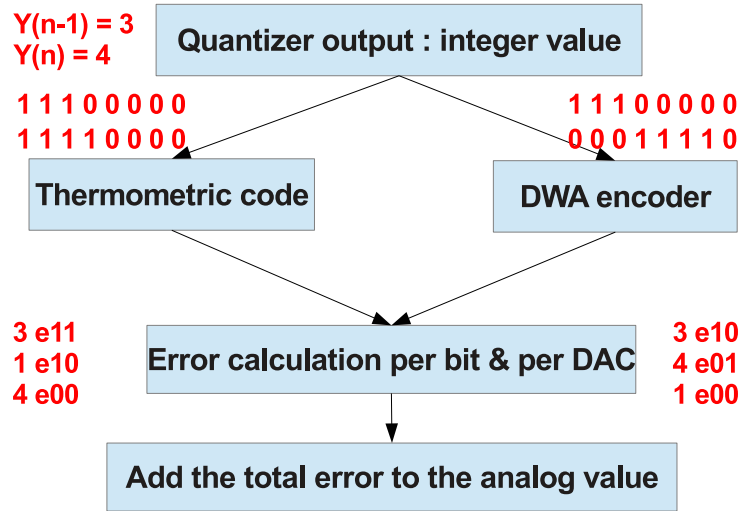 Y(n-1) = 3
Y(n) = 4
Quantizer output : integer value
1 1 1 0 0 0 0 0
1 1 1 1 0 0 0 0
1 1 1 0 0 0 0 0
0 0 0 1 1 1 1 0
Thermometric code
DWA encoder
3 e11
1 e10
4 e00
Error calculation per bit & per DAC
3 e10
4 e01
1 e00
Add the total error to the analog value